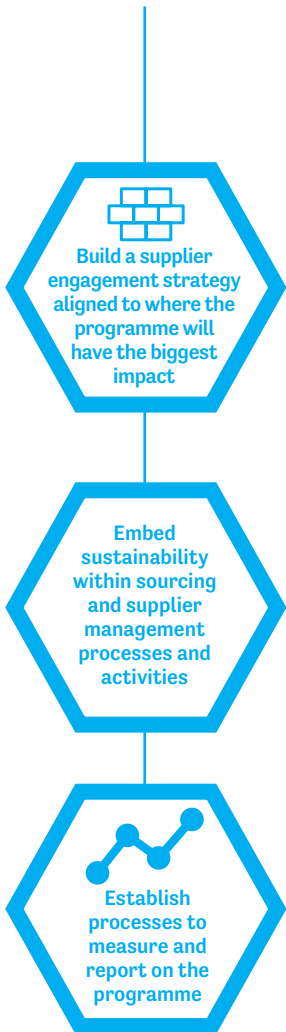 Build a supplier
engagement strategy
aligned to where the
programme will
have the biggest
impact
Embed
sustainability
within sourcing
and supplier
management
processes and
activities
Establish
processes to
measure and
report on the
programme